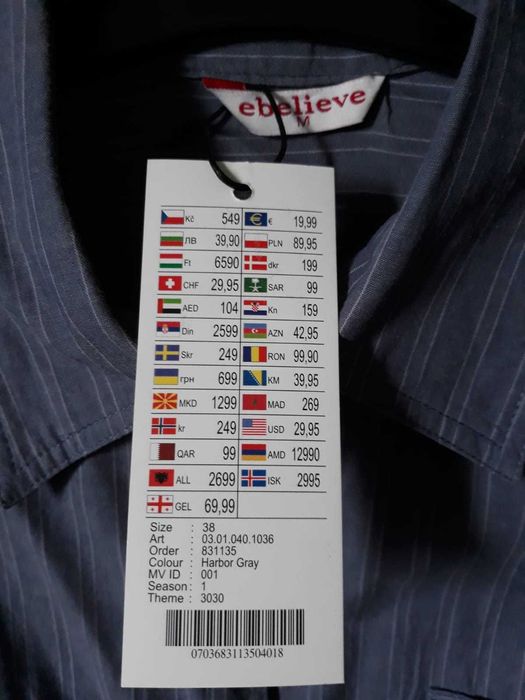 ebelieve
M
Kč 549 € 19,99
ЛВ 39,90 PLN 89,95
Ft 6590 dkr 199
CHF 29,95 SAR 99
AED 104 Kn 159
Din 2599 AZN 42,95
Skr 249 RON 99,90
грн 699 KM 39,95
MKD 1299 MAD 269
kr 249 USD 29,95
QAR 99 AMD 12990
ALL 2699 ISK 2995
GEL 69,99
Size : 38
Art : 03.01.040.1036
Order : 831135
Colour : Harbor Gray
MV ID : 001
Season : 1
Theme : 3030
0703683113504018